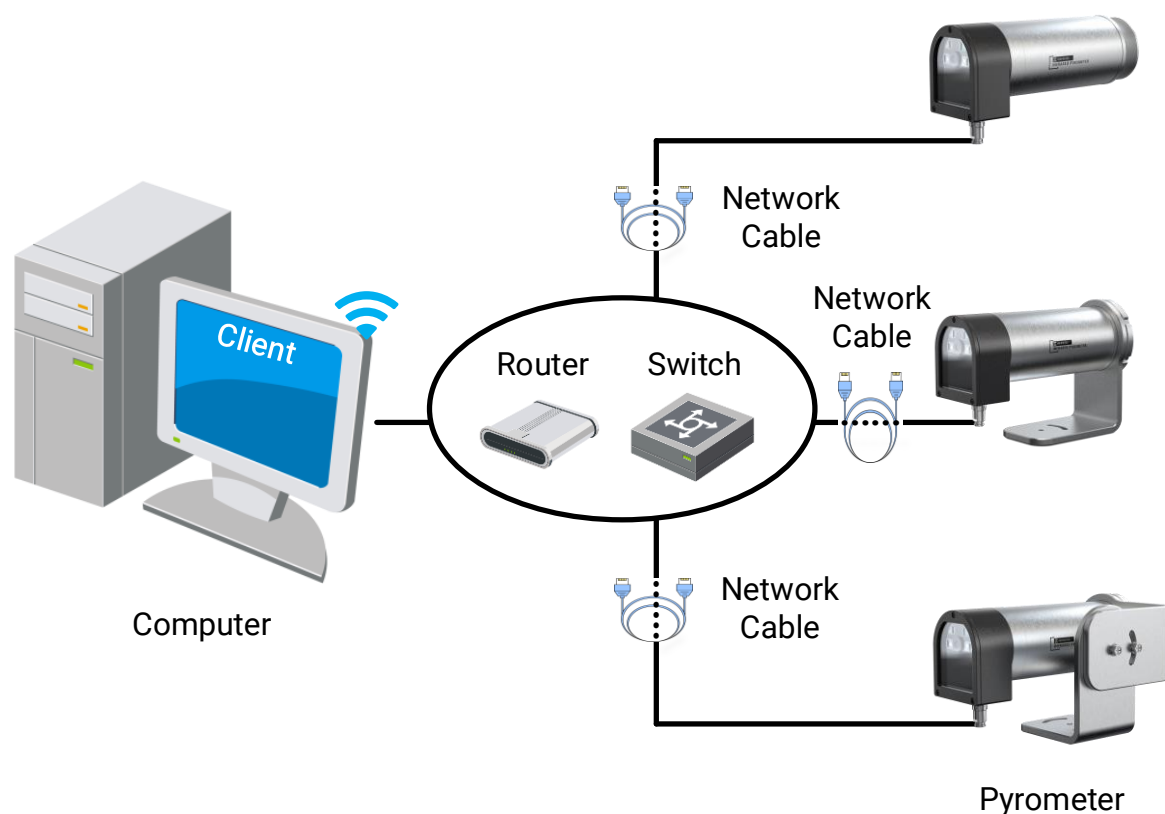 Network
Cable
Network
Cable
Client
Router
Switch
Network
Cable
Computer
Pyrometer